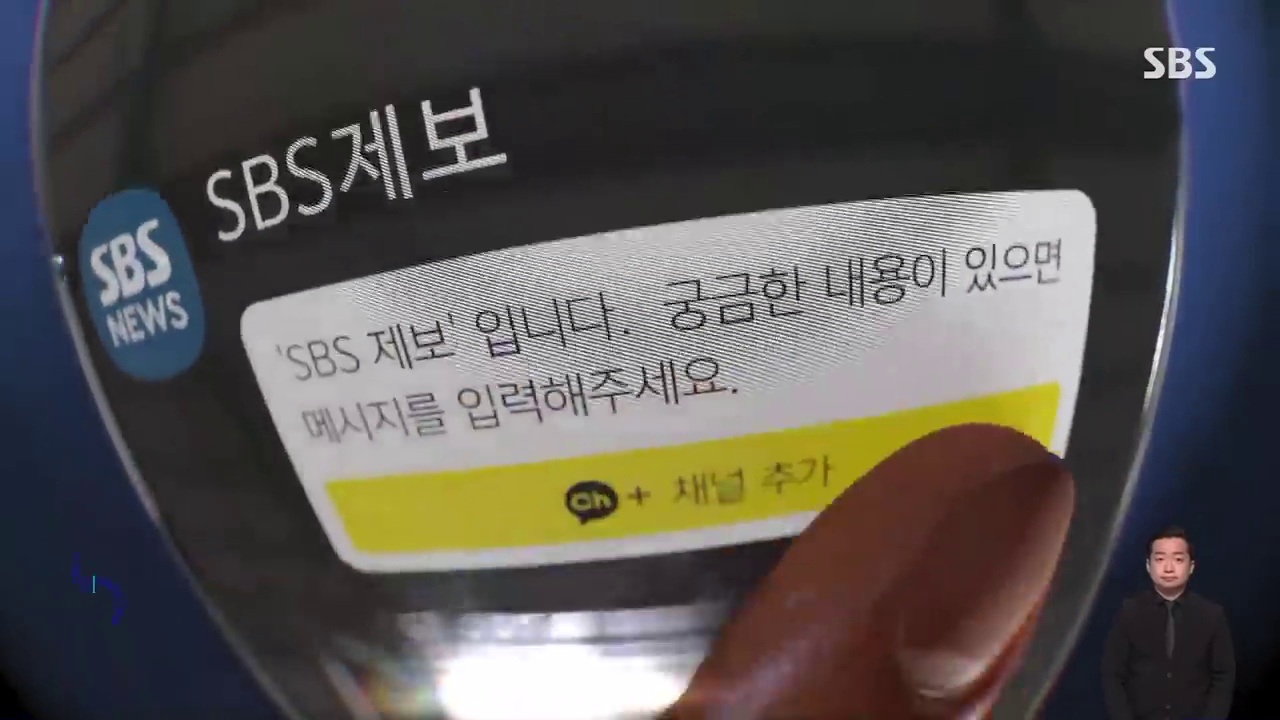 SBS
SBS제보
SBS
NEWS
'SBS 제보' 입니다. 궁금한 내용이 있으면
메시지를 입력해주세요.
Ch + 채널 추가